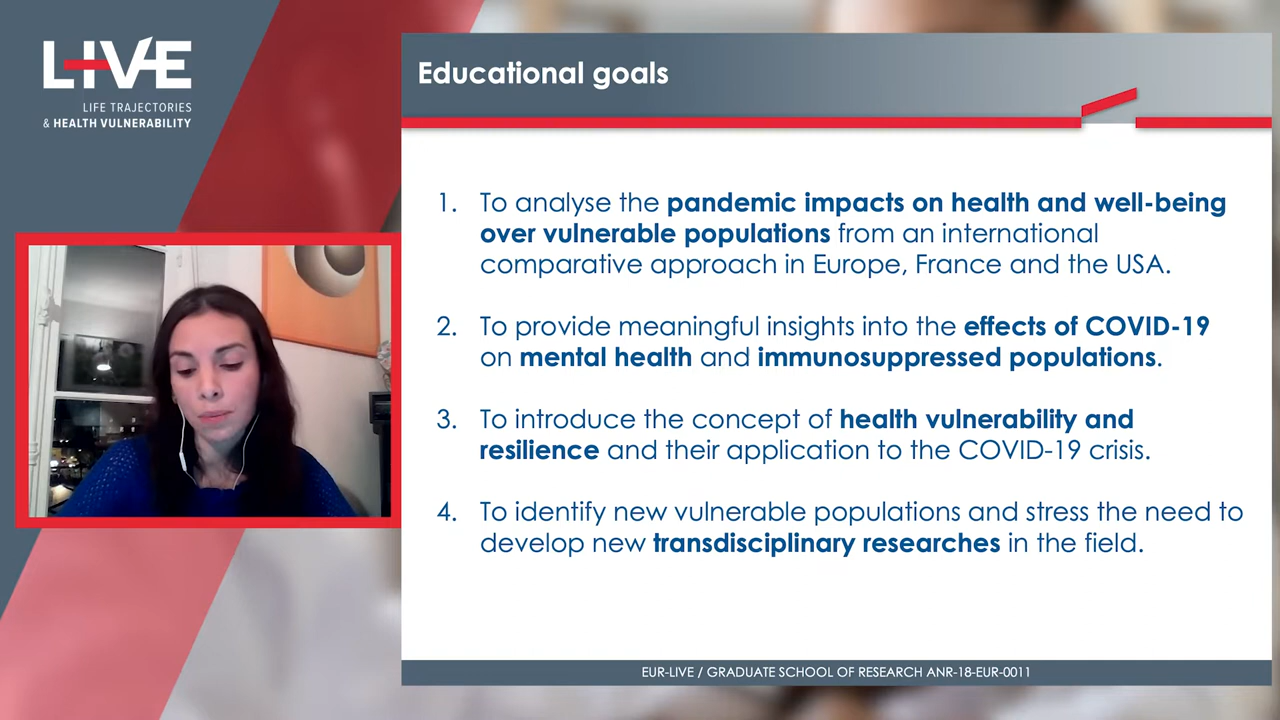 LIVE
LIFE TRAJECTORIES
& HEALTH VULNERABILITY
Educational goals
1. To analyse the pandemic impacts on health and well-being
over vulnerable populations from an international
comparative approach in Europe, France and the USA.
2. To provide meaningful insights into the effects of COVID-19
on mental health and immunosuppressed populations.
3. To introduce the concept of health vulnerability and
resilience and their application to the COVID-19 crisis.
4. To identify new vulnerable populations and stress the need to
develop new transdisciplinary researches in the field.
EUR-LIVE / GRADUATE SCHOOL OF RESEARCH ANR-18-EUR-0011